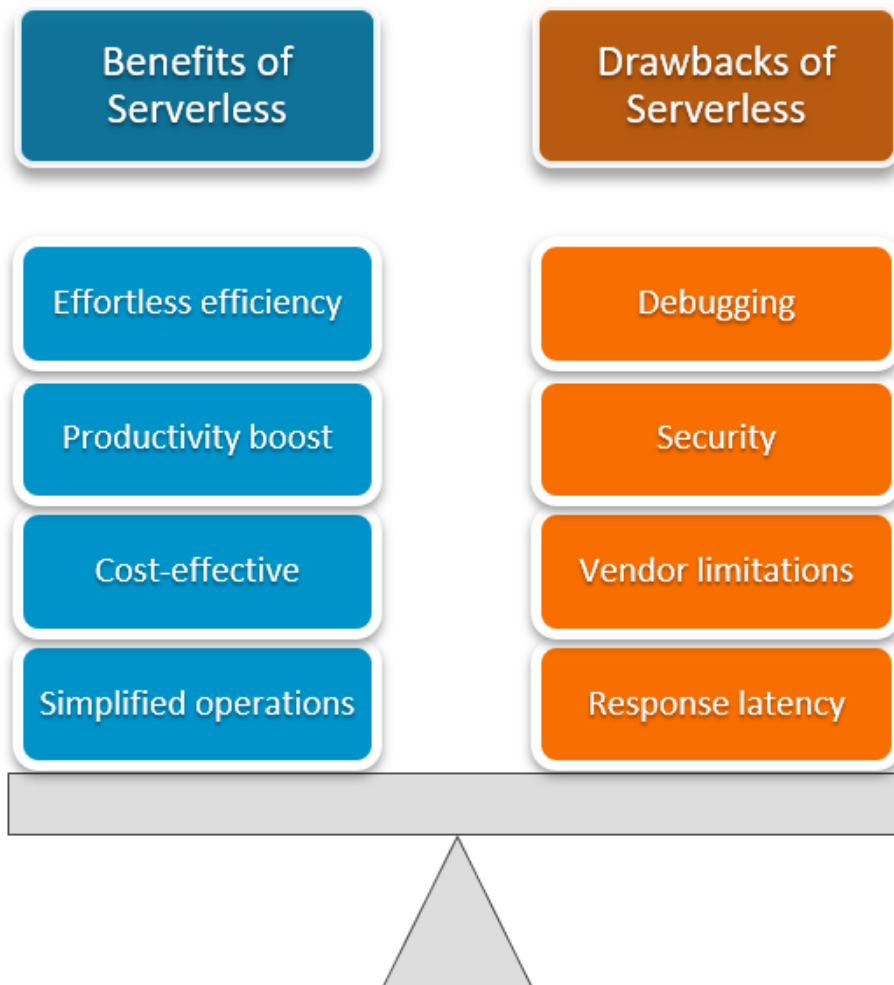 Benefits of
Serverless
Drawbacks of
Serverless
Effortless efficiency
Productivity boost
Cost-effective
Simplified operations
Debugging
Security
Vendor limitations
Response latency